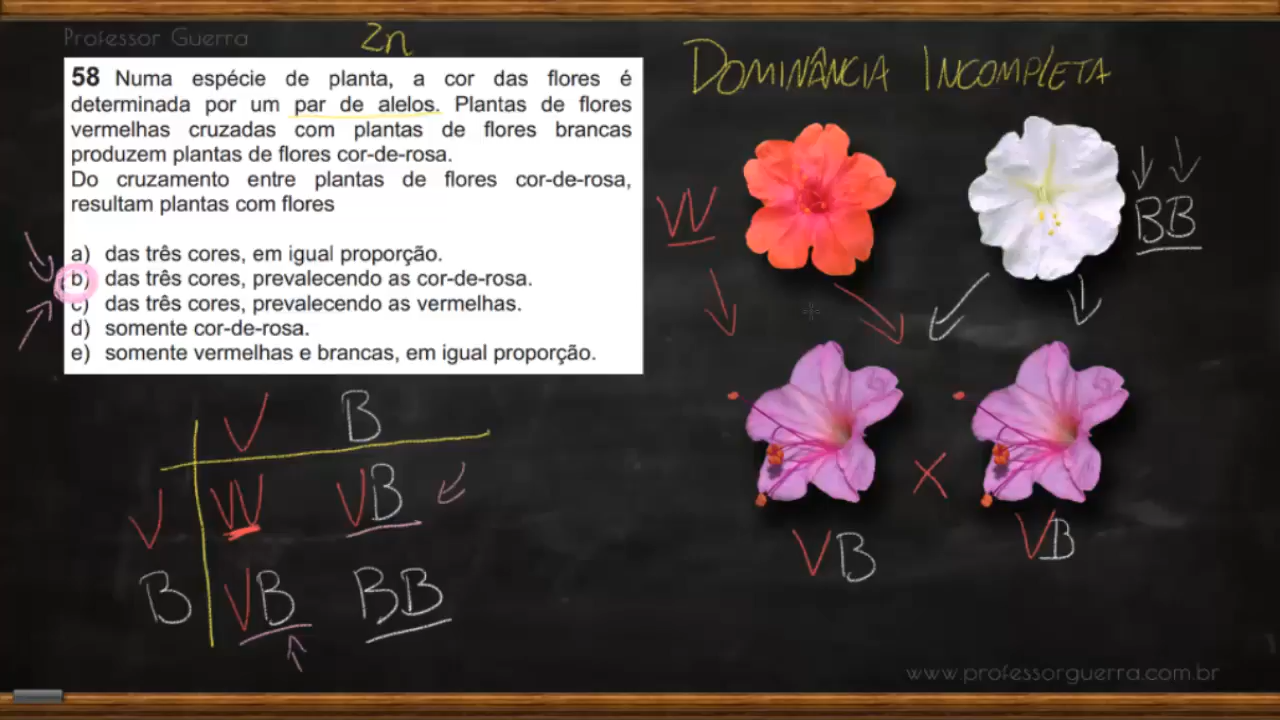 Professor Guerra
2n
58 Numa espécie de planta, a cor das flores é
determinada por um par de alelos. Plantas de flores
vermelhas cruzadas com plantas de flores brancas
produzem plantas de flores cor-de-rosa.
Do cruzamento entre plantas de flores cor-de-rosa,
resultam plantas com flores
a) das três cores, em igual proporção.
b) das três cores, prevalecendo as cor-de-rosa.
c) das três cores, prevalecendo as vermelhas.
d) somente cor-de-rosa.
e) somente vermelhas e brancas, em igual proporção.
DOMINÂNCIA INCOMPLETA
VV
BB
V B
V VV VB
B VB BB
X
VB VB
www.professorguerra.com.br